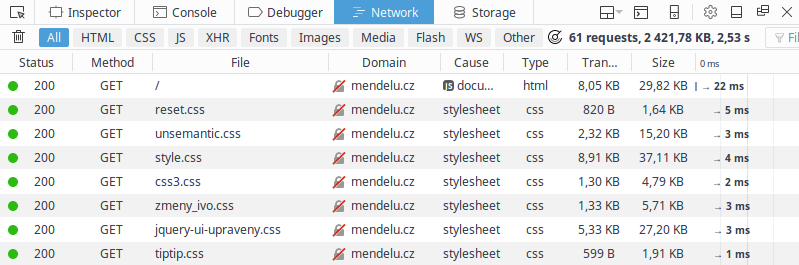 Inspector Console Debugger Network Storage
All HTML CSS JS XHR Fonts Images Media Flash WS Other 61 requests, 2 421,78 KB, 2,53 s Fil
Status Method File Domain Cause Type Tran… Size 0 ms
200 GET / mendelu.cz JS docu… html 8,05 KB 29,82 KB → 22 ms
200 GET reset.css mendelu.cz stylesheet css 820 B 1,64 KB → 5 ms
200 GET unsemantic.css mendelu.cz stylesheet css 2,32 KB 15,20 KB → 3 ms
200 GET style.css mendelu.cz stylesheet css 8,91 KB 37,11 KB → 4 ms
200 GET css3.css mendelu.cz stylesheet css 1,30 KB 4,79 KB → 2 ms
200 GET zmeny_ivo.css mendelu.cz stylesheet css 1,33 KB 5,71 KB → 3 ms
200 GET jquery-ui-upraveny.css mendelu.cz stylesheet css 5,33 KB 27,20 KB → 3 ms
200 GET tiptip.css mendelu.cz stylesheet css 599 B 1,91 KB → 1 ms